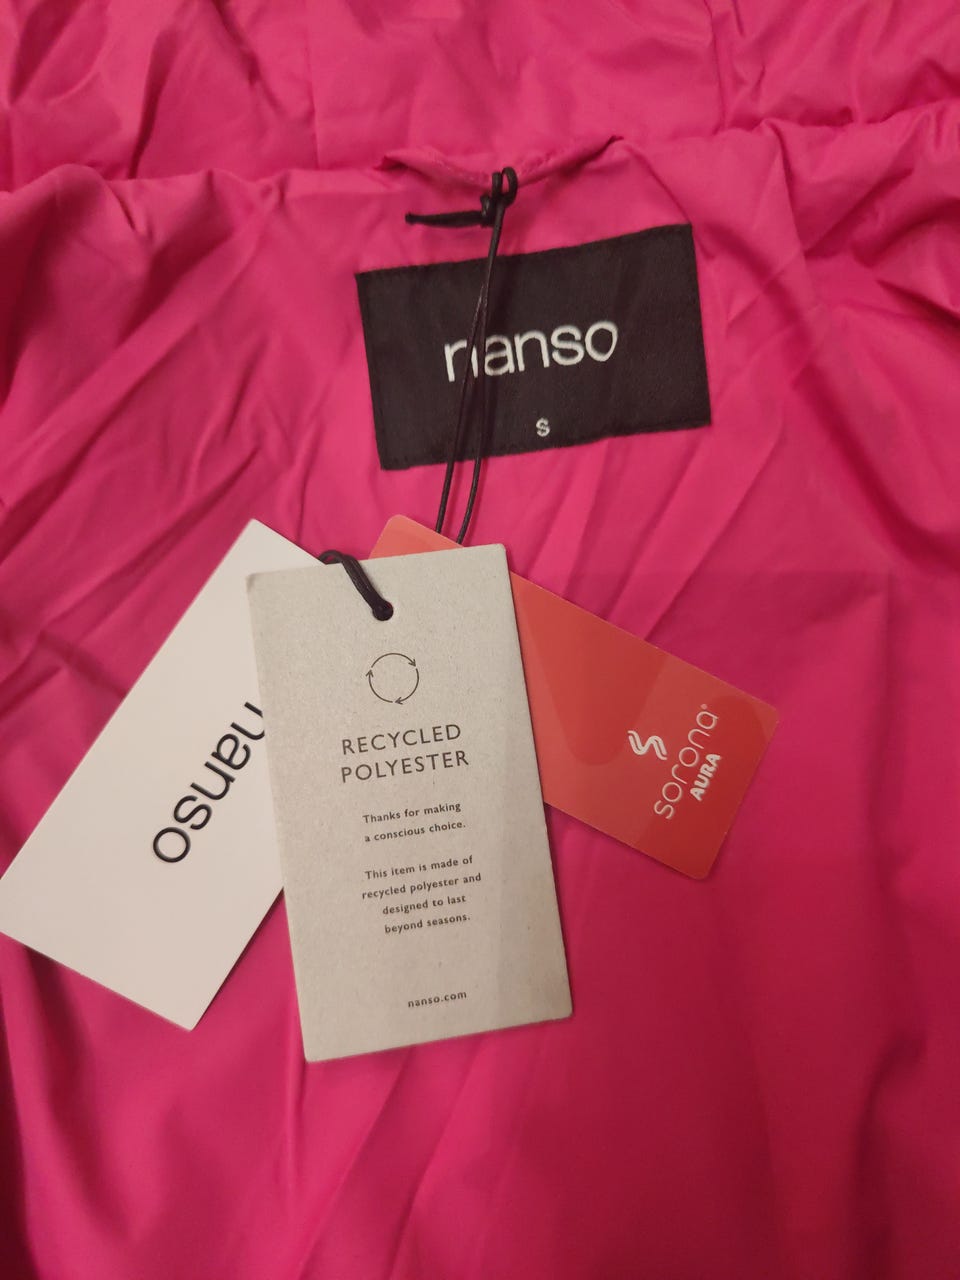 nanso
S
nanso
RECYCLED
POLYESTER
Thanks for making
a conscious choice.
This item is made of
recycled polyester and
designed to last
beyond seasons.
nanso.com
sorona®
AURA